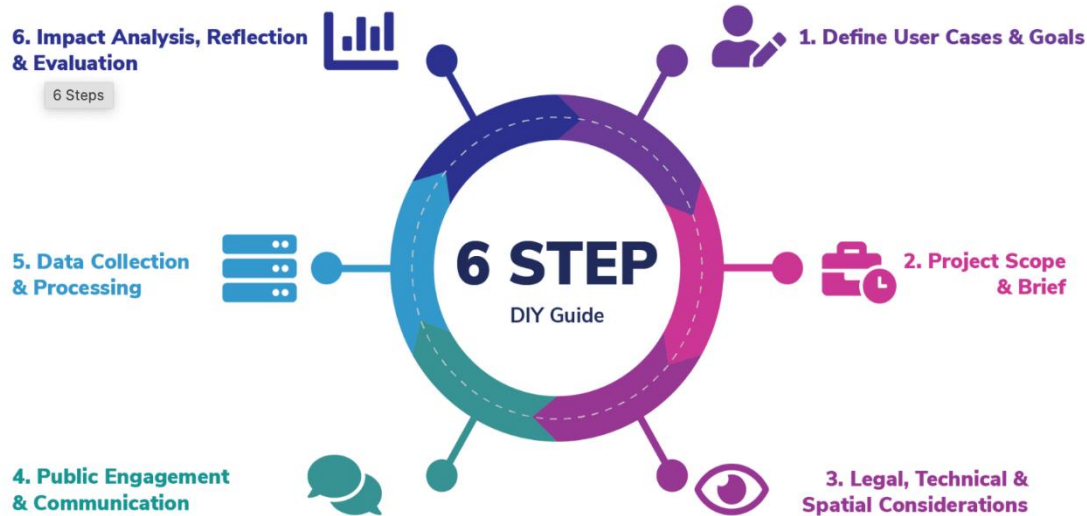 6. Impact Analysis, Reflection
& Evaluation
6 Steps
1. Define User Cases & Goals
6 STEP
DIY Guide
5. Data Collection
& Processing
2. Project Scope
& Brief
4. Public Engagement
& Communication
3. Legal, Technical &
Spatial Considerations